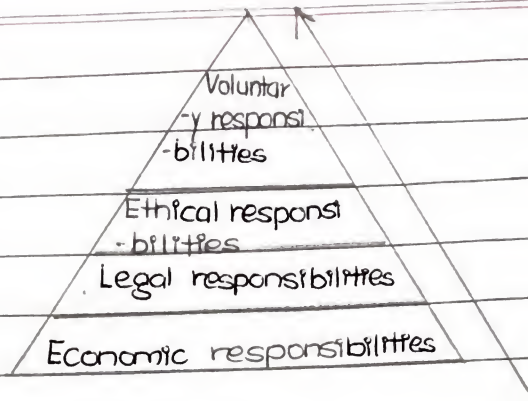 Voluntar
-y responsi
-bilities
Ethical responsi
-bilities
Legal responsibilities
Economic responsibilities